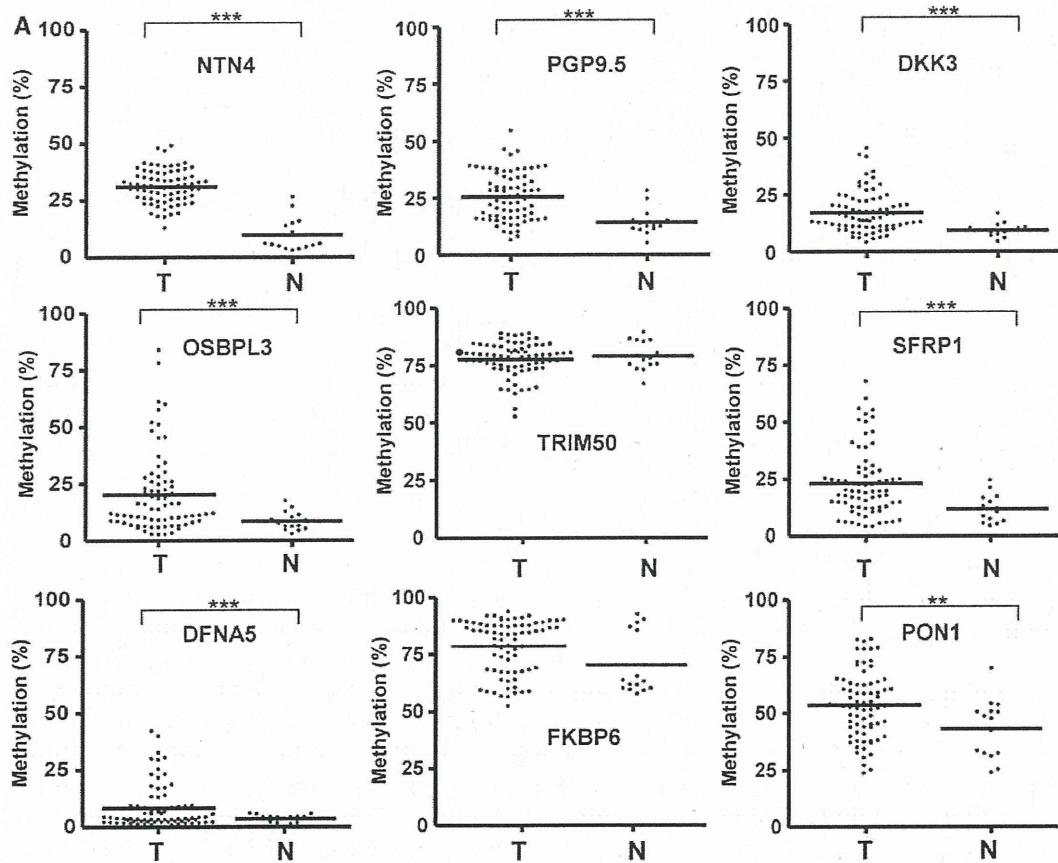 A
***
NTN4
Methylation (%)
100
75
50
25
0
T
N
***
PGP9.5
Methylation (%)
100
75
50
25
0
T
N
***
DKK3
Methylation (%)
100
75
50
25
0
T
N
***
OSBPL3
Methylation (%)
100
75
50
25
0
T
N
TRIM50
Methylation (%)
100
75
50
25
0
T
N
***
SFRP1
Methylation (%)
100
75
50
25
0
T
N
***
DFNA5
Methylation (%)
100
75
50
25
0
T
N
FKBP6
Methylation (%)
100
75
50
25
0
T
N
**
PON1
Methylation (%)
100
75
50
25
0
T
N